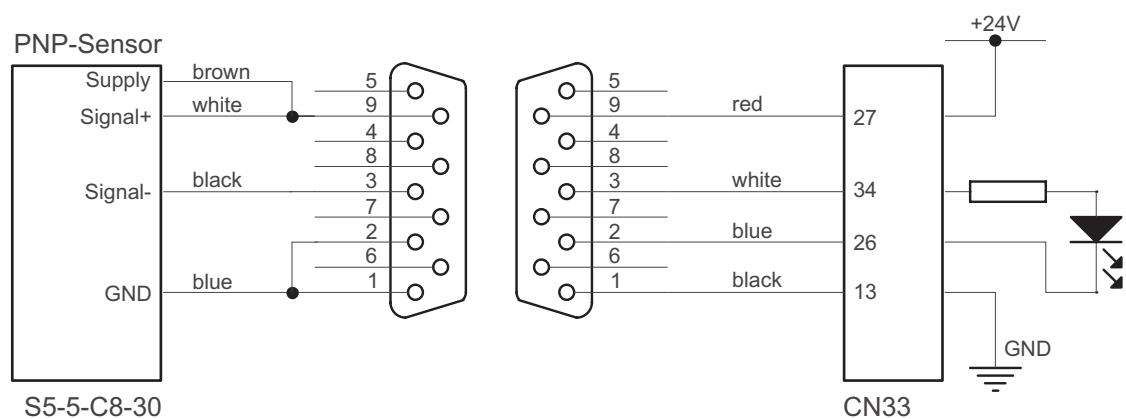 +24V
PNP-Sensor
Supply brown
Signal+ white
Signal- black
GND blue
S5-5-C8-30
5
9
4
8
3
7
2
6
1
5
9
4
8
3
7
2
6
1
red 27
white 34
blue 26
black 13
GND
CN33